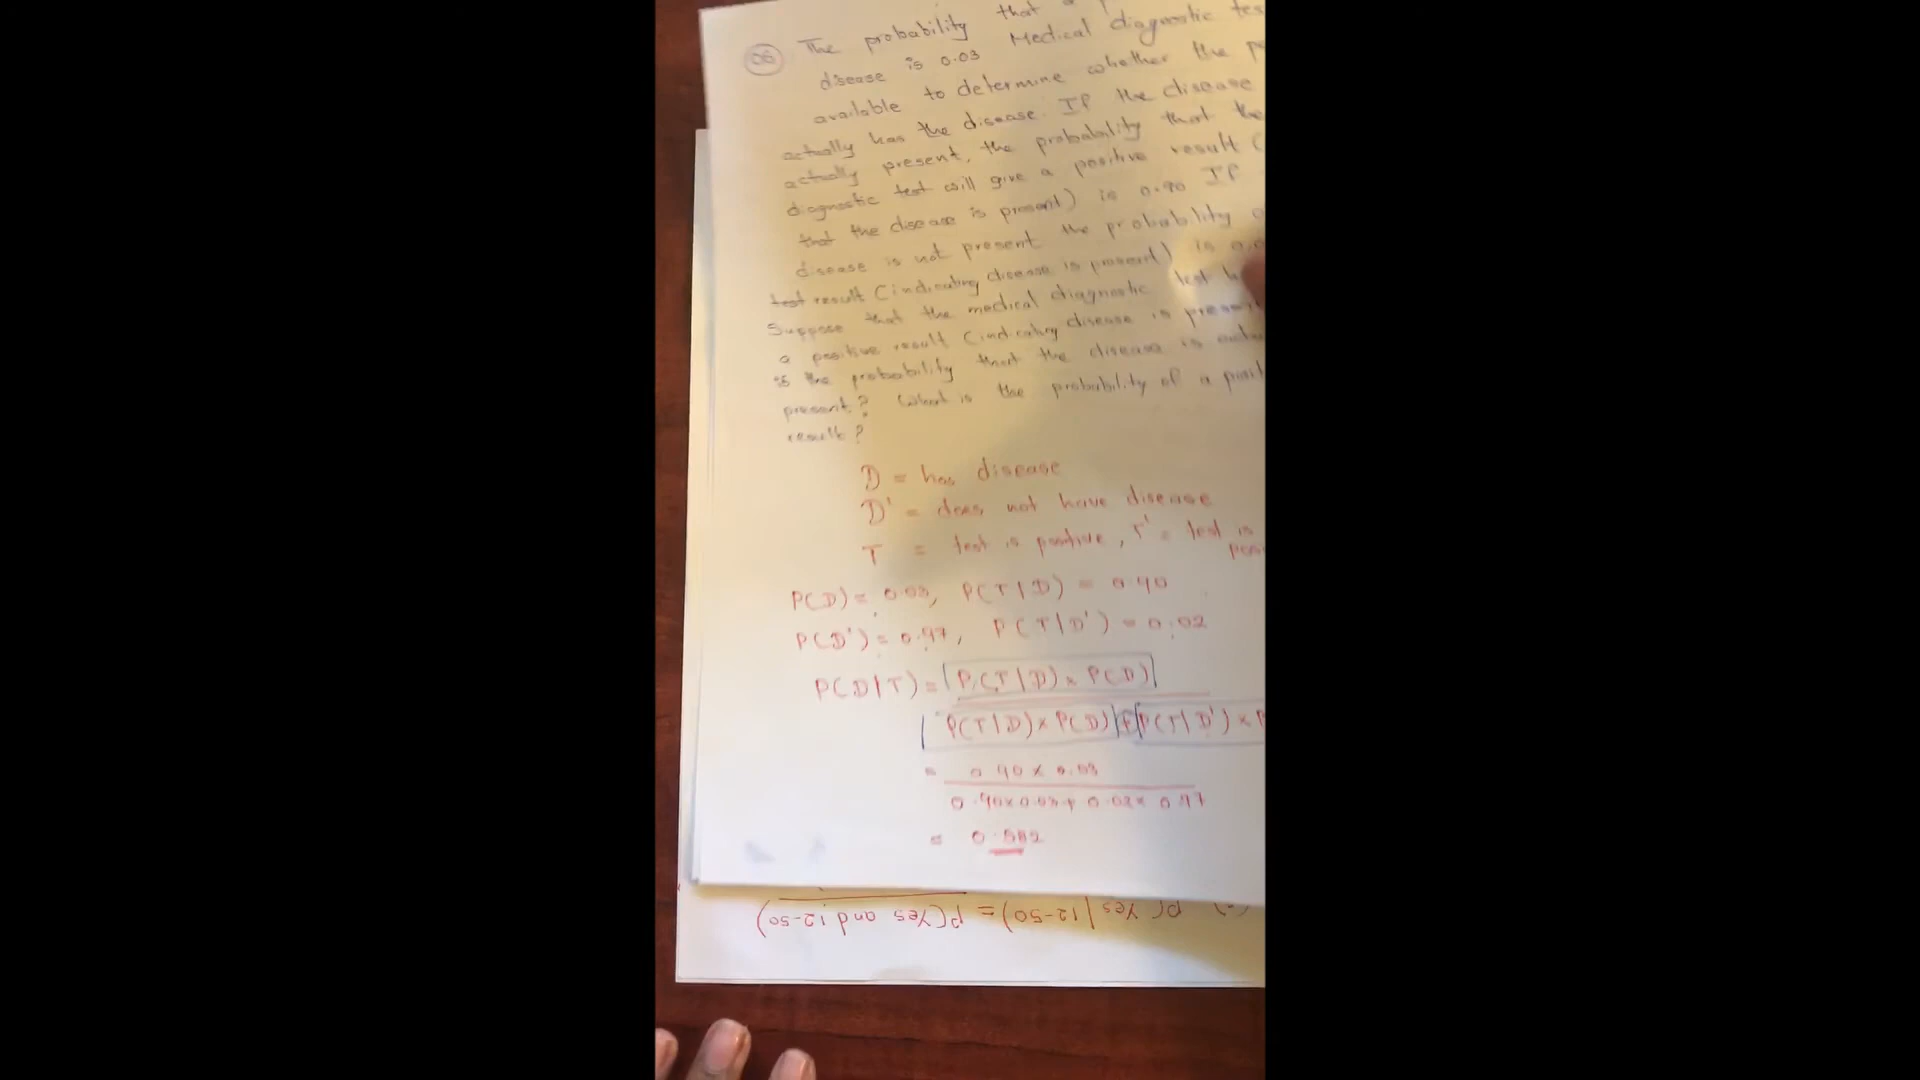 06 The probability that a
disease is 0.03 Medical diagnostic tes
available to determine whether the p
actually has the disease. If the disease
actually present, the probability that the
diagnostic test will give a positive result (
that the disease is present) is 0.90 If
disease is not present the probability
test result (indicating disease is present) is
Suppose that the medical diagnostic test
a positive result (indicating disease is present
is the probability that the disease is
present? What is the probability of a posit
result?
D = has disease
D' = does not have disease
T = test is positive, T' = test is
P(D) = 0.03, P(T|D) = 0.90
P(D') = 0.97, P(T|D') = 0.02
P(D|T) = P(T|D) × P(D)
P(T|D) × P(D) + P(T|D') × P
= 0.90 × 0.03
0.90×0.03 + 0.02× 0.97
= 0.582
P(Yes | 12-50) = P(Yes and 12-50)